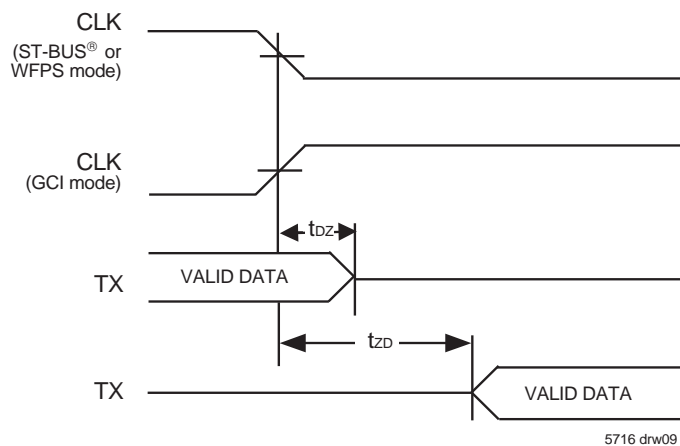 CLK
(ST-BUS® or
WFPS mode)
CLK
(GCI mode)
tDZ
TX
VALID DATA
tZD
TX
VALID DATA
5716 drw09